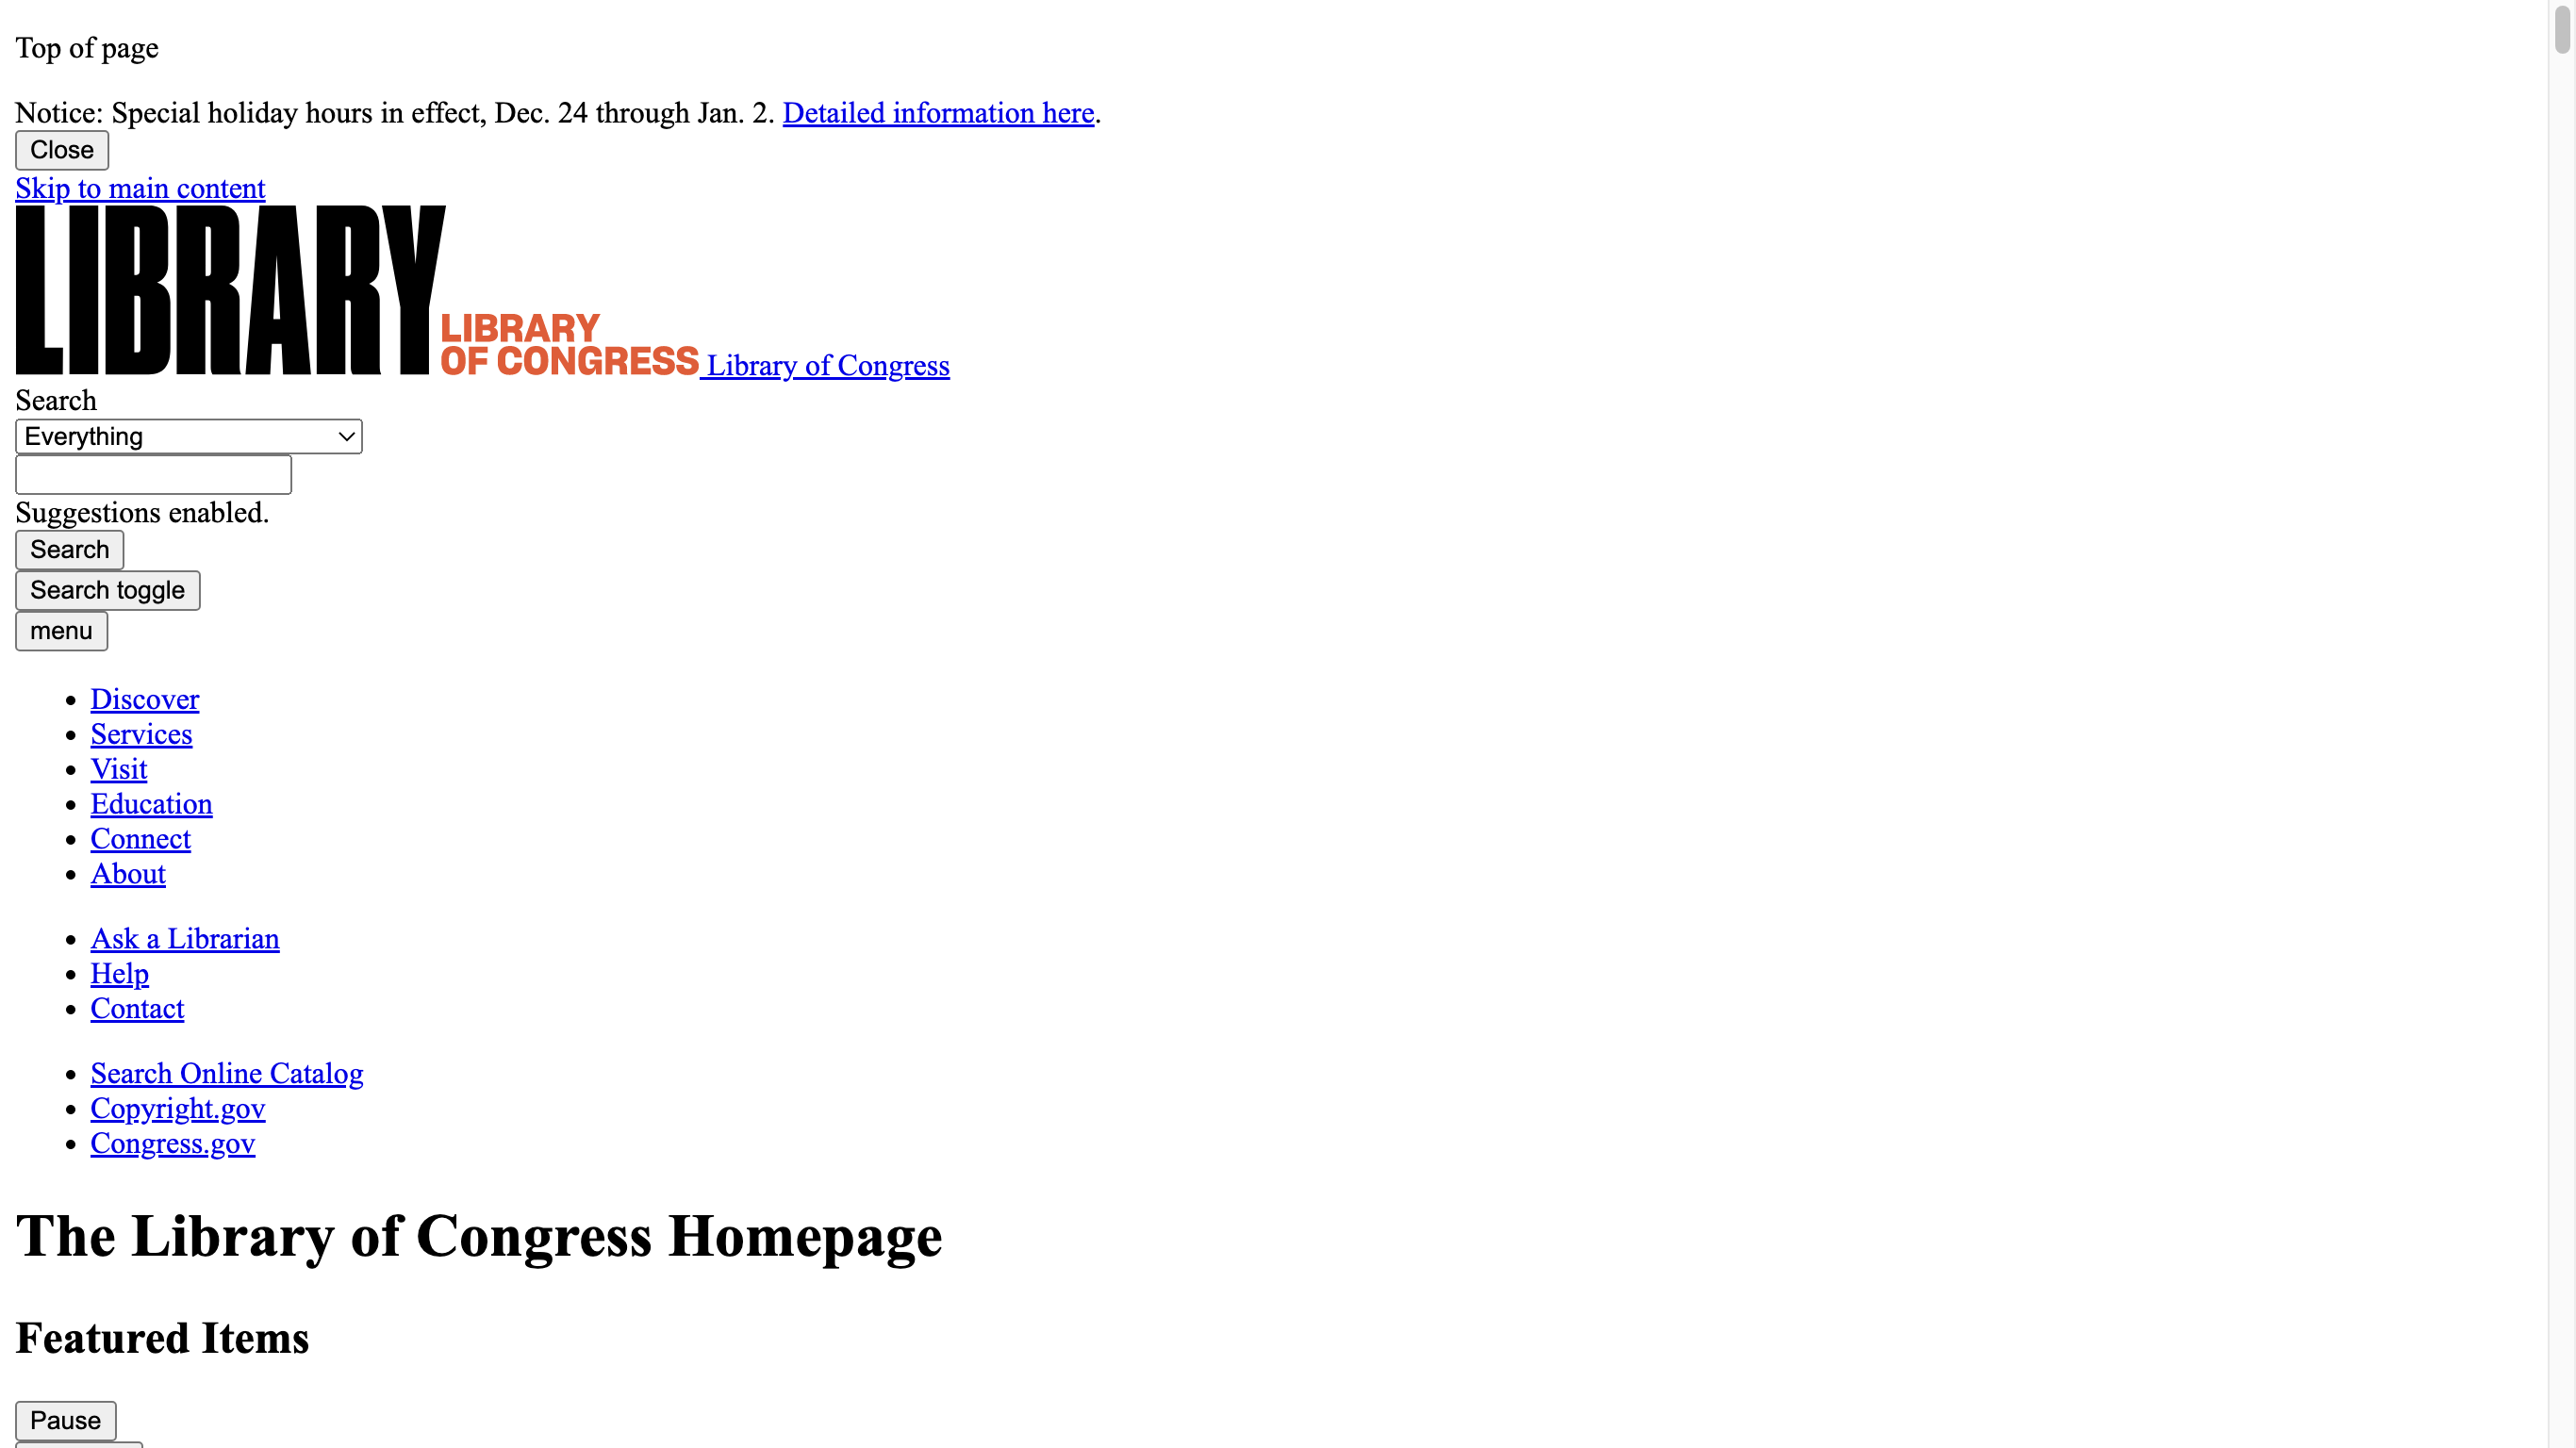 Top of page
Notice: Special holiday hours in effect, Dec. 24 through Jan. 2. Detailed information here.
Close
Skip to main content
LIBRARY LIBRARY
OF CONGRESS Library of Congress
Search
Everything
Suggestions enabled.
Search
Search toggle
menu
Discover
Services
Visit
Education
Connect
About
Ask a Librarian
Help
Contact
Search Online Catalog
Copyright.gov
Congress.gov
The Library of Congress Homepage
Featured Items
Pause